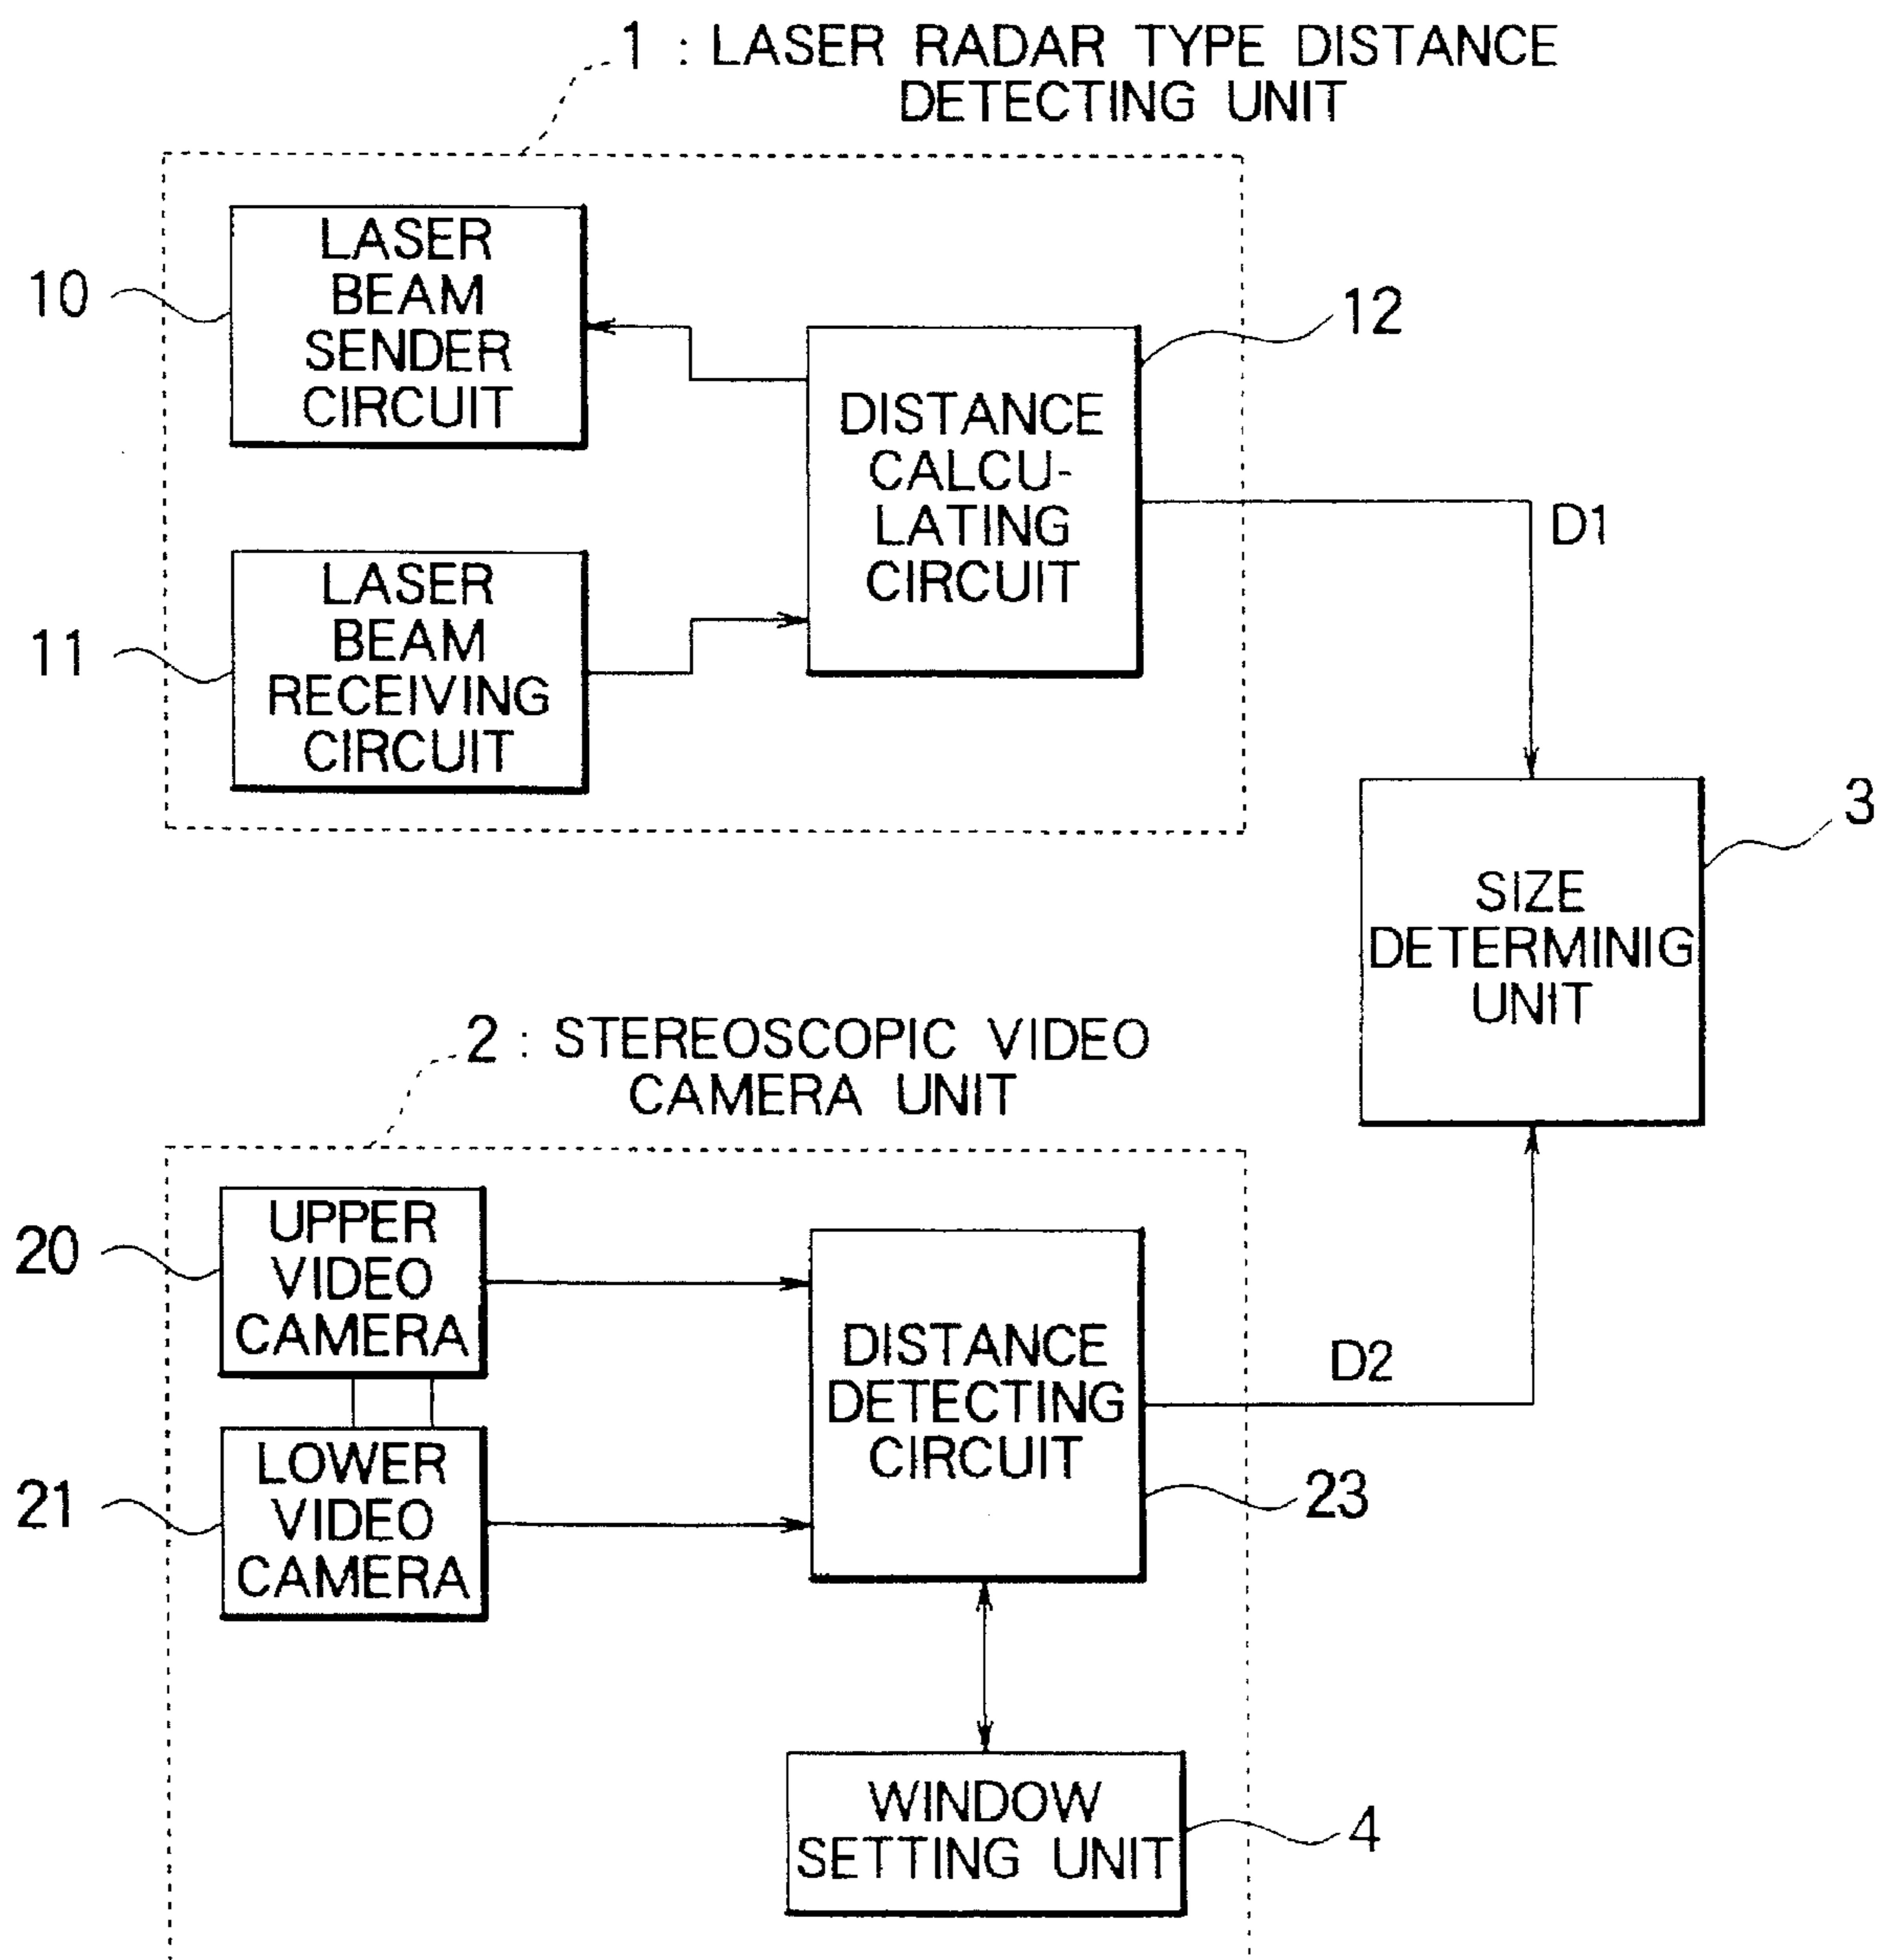 1 : LASER RADAR TYPE DISTANCE
DETECTING UNIT
10
LASER
BEAM
SENDER
CIRCUIT
12
DISTANCE
CALCU-
LATING
CIRCUIT
D1
11
LASER
BEAM
RECEIVING
CIRCUIT
3
SIZE
DETERMINIG
UNIT
2 : STEREOSCOPIC VIDEO
CAMERA UNIT
20
UPPER
VIDEO
CAMERA
DISTANCE
DETECTING
CIRCUIT
D2
21
LOWER
VIDEO
CAMERA
23
WINDOW
SETTING UNIT
4